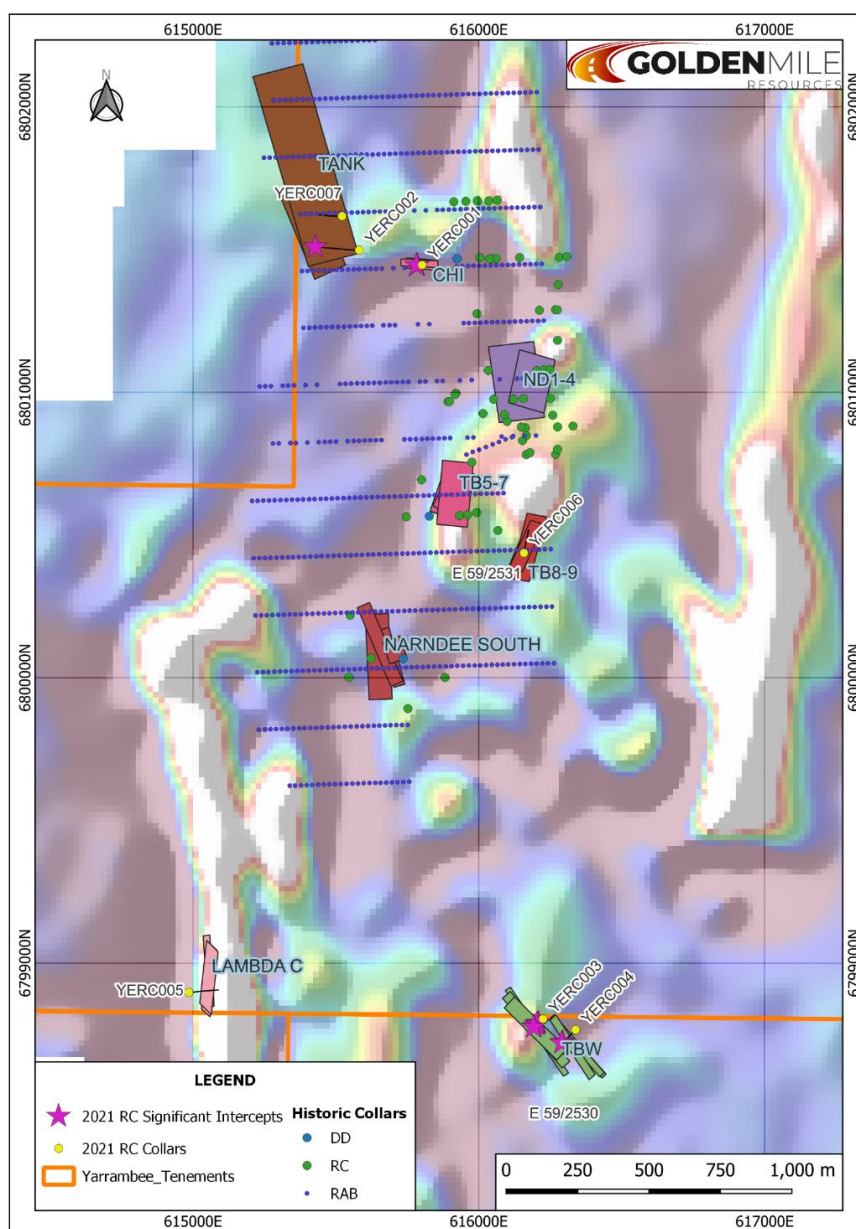 615000E 616000E 617000E
GOLDENMILE
RESOURCES
N
6802000N 6802000N
TANK
YERC007
YERC002
YERC001
CHI
6801000N 6801000N
ND1-4
TB5-7
YERC006
E 59/2531 TB8-9
NARNDEE SOUTH
6800000N 6800000N
6799000N 6799000N
LAMBDA C
YERC005
YERC003
YERC004
TBW
E 59/2530
LEGEND
2021 RC Significant Intercepts
2021 RC Collars
Yarrambee_Tenements
Historic Collars
DD
RC
RAB
0 250 500 750 1,000 m
615000E 616000E 617000E